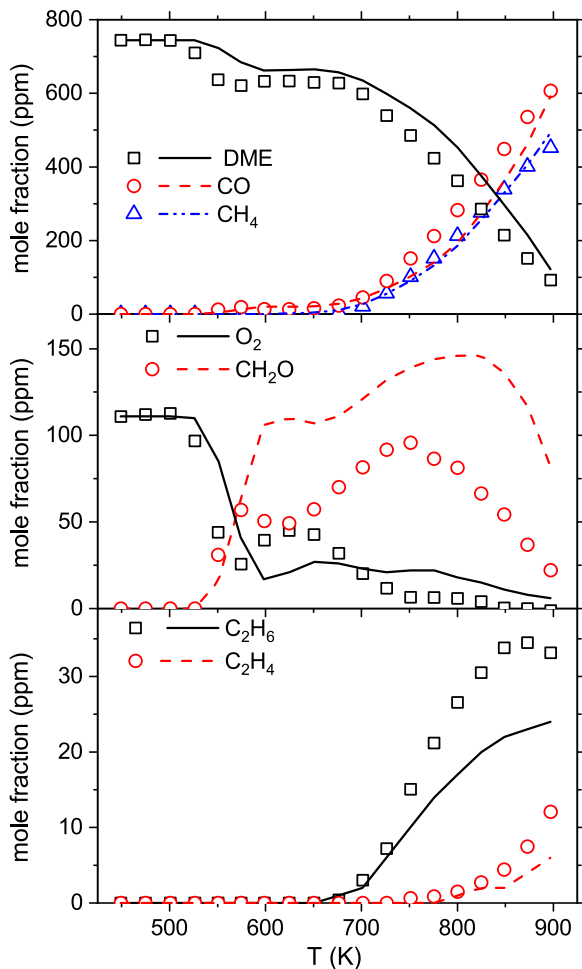 800
600
400
200
0
mole fraction (ppm)
DME
CO
CH₄
150
100
50
0
mole fraction (ppm)
O₂
CH₂O
30
20
10
0
mole fraction (ppm)
C₂H₆
C₂H₄
500 600 700 800 900
T (K)